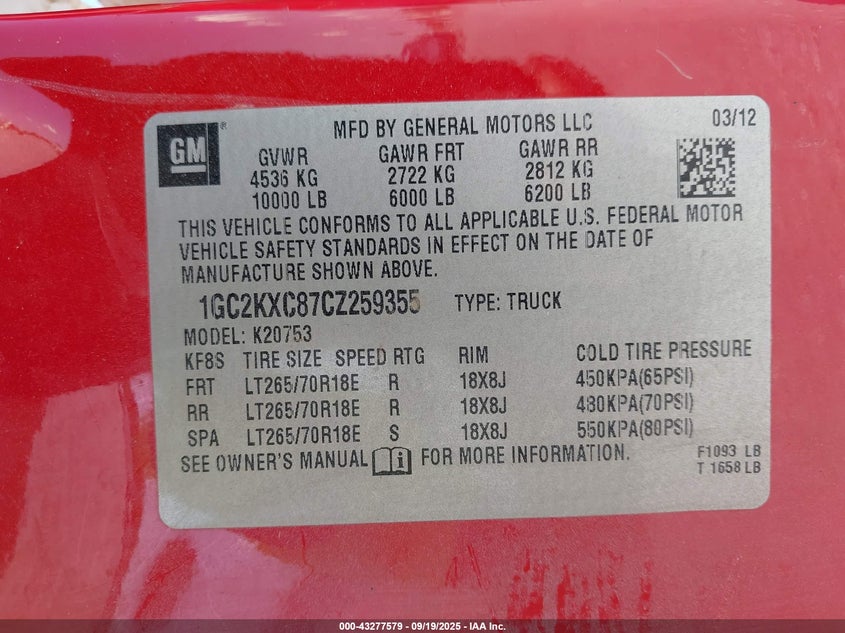 MFD BY GENERAL MOTORS LLC 03/12
GM®
GVWR GAWR FRT GAWR RR
4536 KG 2722 KG 2812 KG
10000 LB 6000 LB 6200 LB
THIS VEHICLE CONFORMS TO ALL APPLICABLE U.S. FEDERAL MOTOR
VEHICLE SAFETY STANDARDS IN EFFECT ON THE DATE OF
MANUFACTURE SHOWN ABOVE.
1GC2KXC87CZ259355 TYPE: TRUCK
MODEL: K20753
KF8S TIRE SIZE SPEED RTG RIM COLD TIRE PRESSURE
FRT LT265/70R18E R 18X8J 450KPA(65PSI)
RR LT265/70R18E R 18X8J 480KPA(70PSI)
SPA LT265/70R18E S 18X8J 550KPA(80PSI)
SEE OWNER'S MANUAL i FOR MORE INFORMATION.
F1093 LB
T 1658 LB
000-43277579 - 09/19/2025 - IAA Inc.